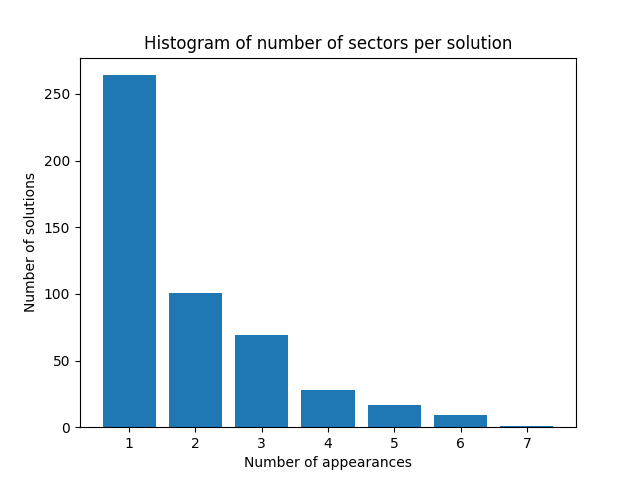 Histogram of number of sectors per solution
Number of solutions
250
200
150
100
50
0
1 2 3 4 5 6 7
Number of appearances